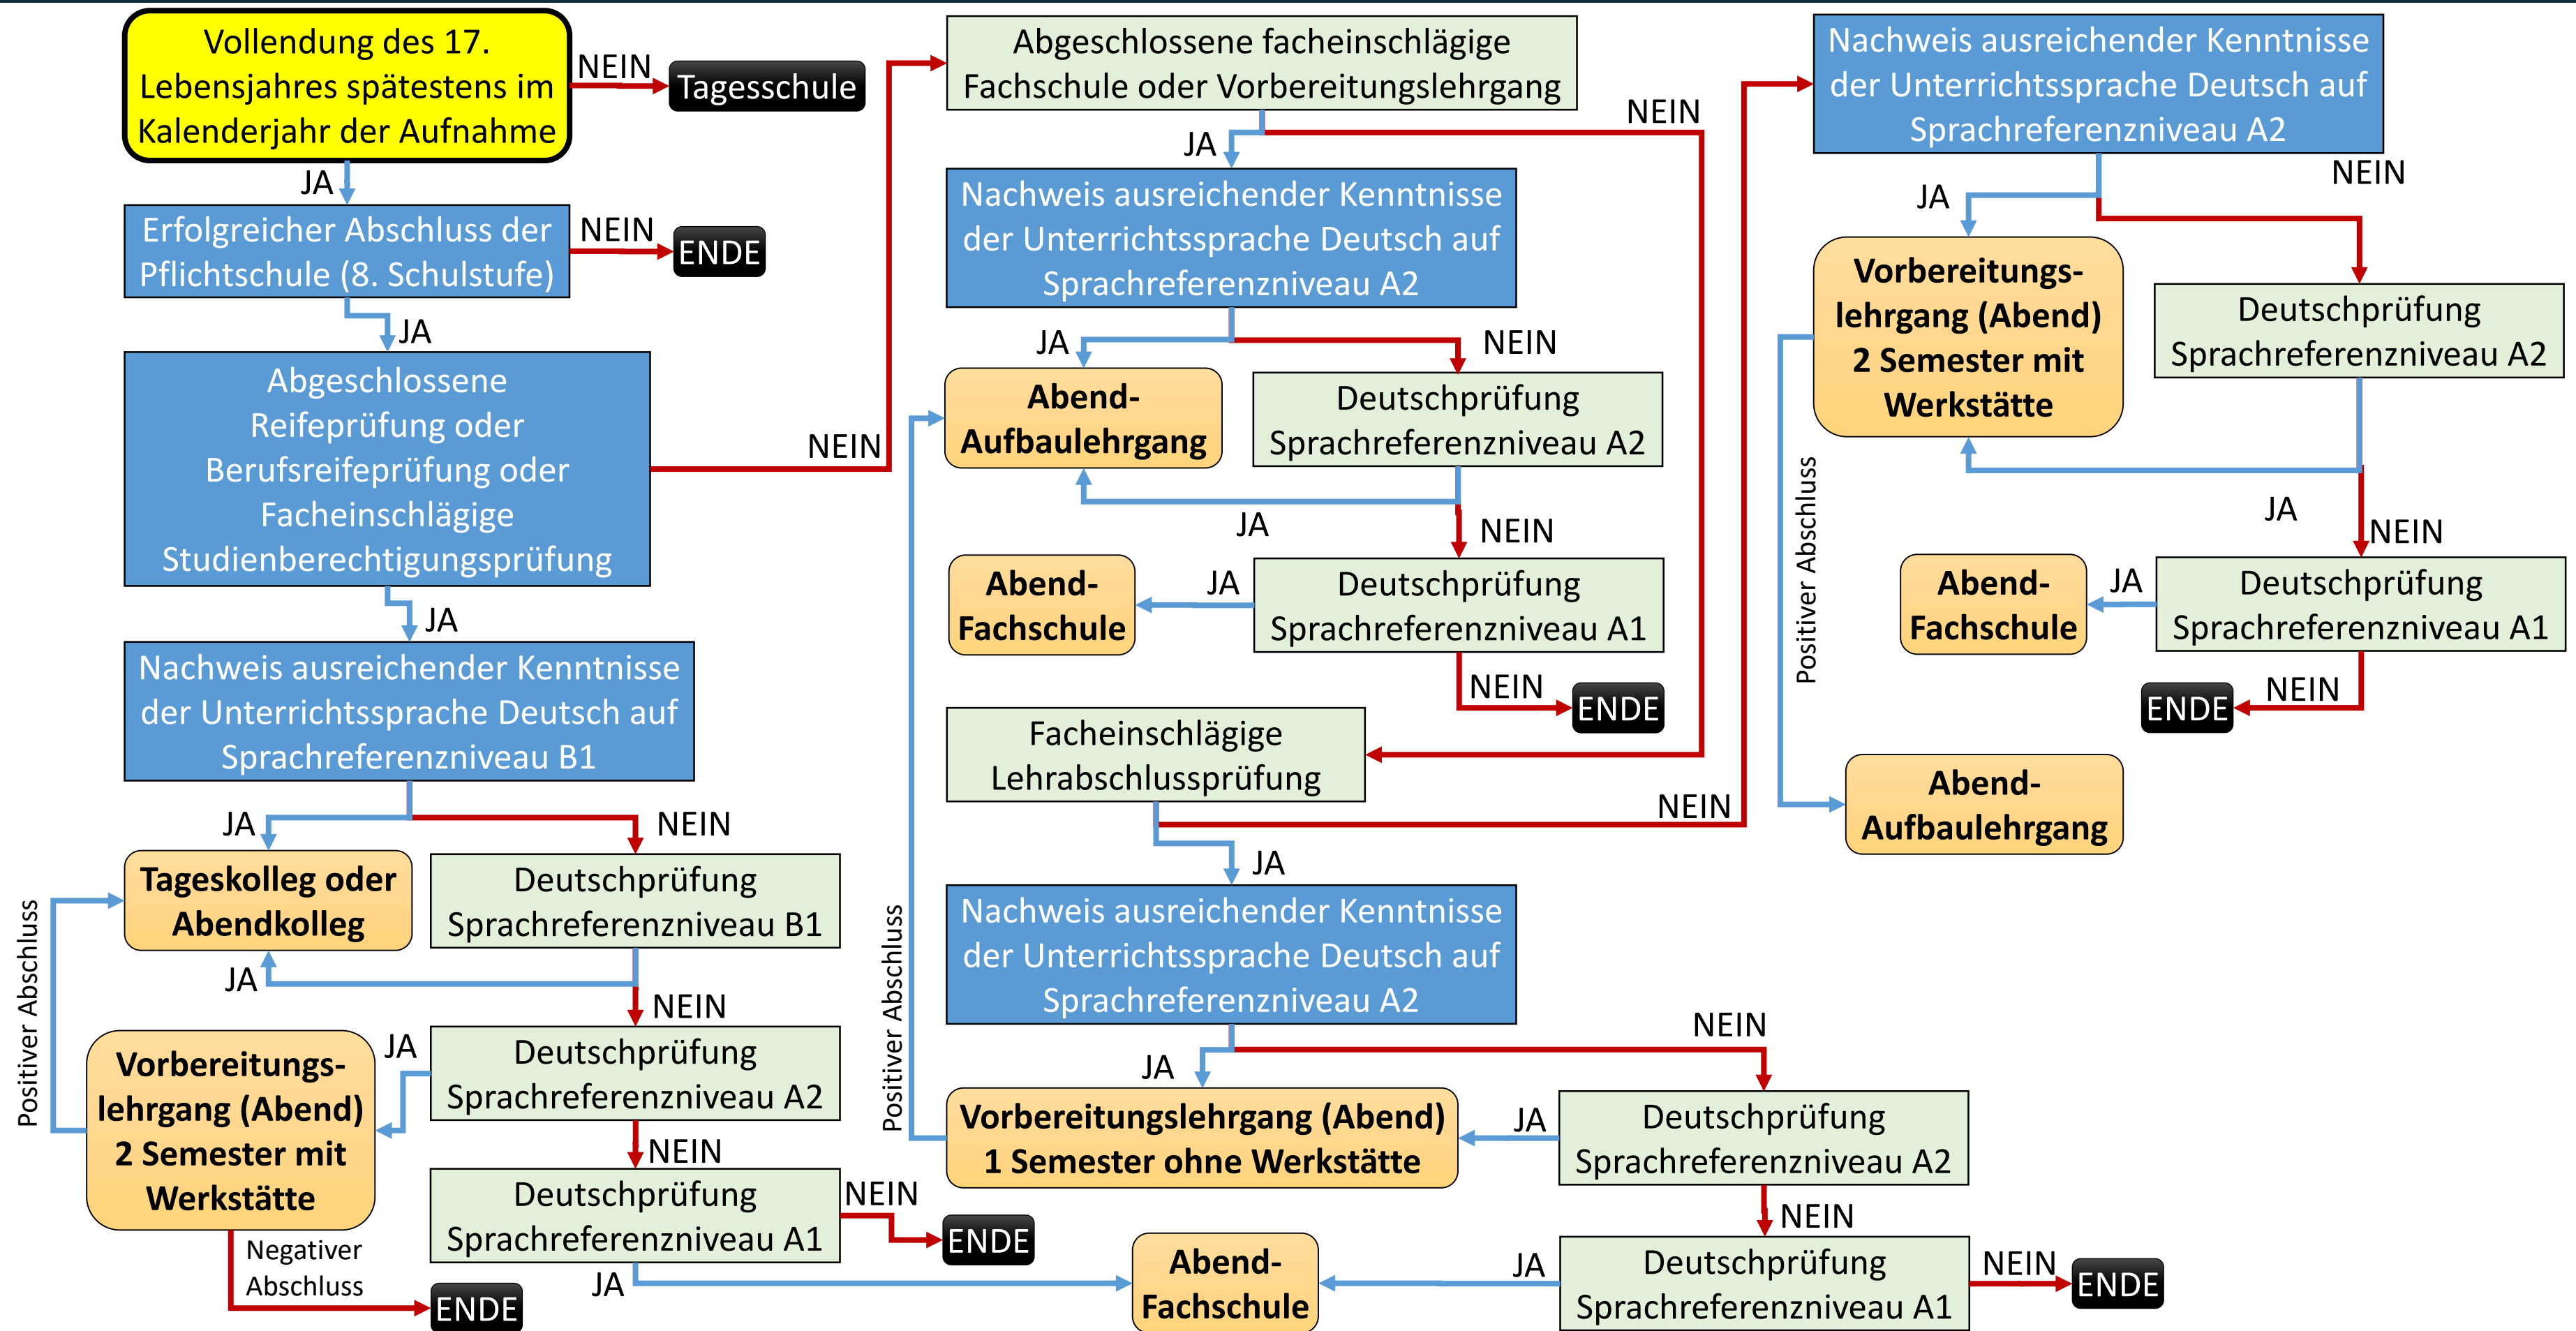 Vollendung des 17.
Lebensjahres spätestens im
Kalenderjahr der Aufnahme
NEIN
Tagesschule
JA
Erfolgreicher Abschluss der
Pflichtschule (8. Schulstufe)
NEIN
ENDE
JA
Abgeschlossene
Reifeprüfung oder
Berufsreifeprüfung oder
Facheinschlägige
Studienberechtigungsprüfung
NEIN
JA
Nachweis ausreichender Kenntnisse
der Unterrichtssprache Deutsch auf
Sprachreferenzniveau B1
JA
NEIN
Tageskolleg oder
Abendkolleg
Deutschprüfung
Sprachreferenzniveau B1
JA
NEIN
Positiver Abschluss
Vorbereitungs-
lehrgang (Abend)
2 Semester mit
Werkstätte
JA
Deutschprüfung
Sprachreferenzniveau A2
NEIN
Deutschprüfung
Sprachreferenzniveau A1
NEIN
ENDE
Negativer
Abschluss
ENDE
JA
Abgeschlossene facheinschlägige
Fachschule oder Vorbereitungslehrgang
NEIN
JA
Nachweis ausreichender Kenntnisse
der Unterrichtssprache Deutsch auf
Sprachreferenzniveau A2
JA
NEIN
Abend-
Aufbaulehrgang
Deutschprüfung
Sprachreferenzniveau A2
JA
NEIN
Abend-
Fachschule
JA
Deutschprüfung
Sprachreferenzniveau A1
NEIN
ENDE
Facheinschlägige
Lehrabschlussprüfung
NEIN
JA
Nachweis ausreichender Kenntnisse
der Unterrichtssprache Deutsch auf
Sprachreferenzniveau A2
Positiver Abschluss
JA
NEIN
Vorbereitungslehrgang (Abend)
1 Semester ohne Werkstätte
JA
Deutschprüfung
Sprachreferenzniveau A2
NEIN
Abend-
Fachschule
JA
Deutschprüfung
Sprachreferenzniveau A1
NEIN
ENDE
Nachweis ausreichender Kenntnisse
der Unterrichtssprache Deutsch auf
Sprachreferenzniveau A2
JA
NEIN
Vorbereitungs-
lehrgang (Abend)
2 Semester mit
Werkstätte
Deutschprüfung
Sprachreferenzniveau A2
JA
NEIN
Positiver Abschluss
Abend-
Fachschule
JA
Deutschprüfung
Sprachreferenzniveau A1
NEIN
ENDE
Abend-
Aufbaulehrgang